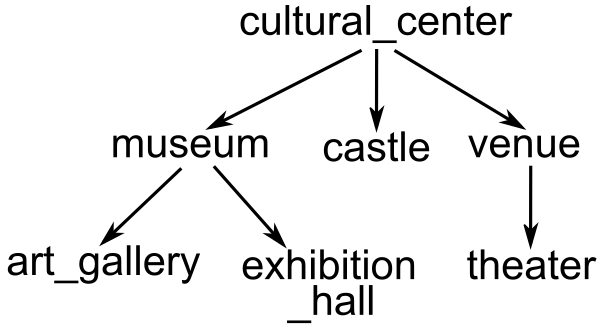 cultural_center
museum castle venue
art_gallery exhibition theater
_hall